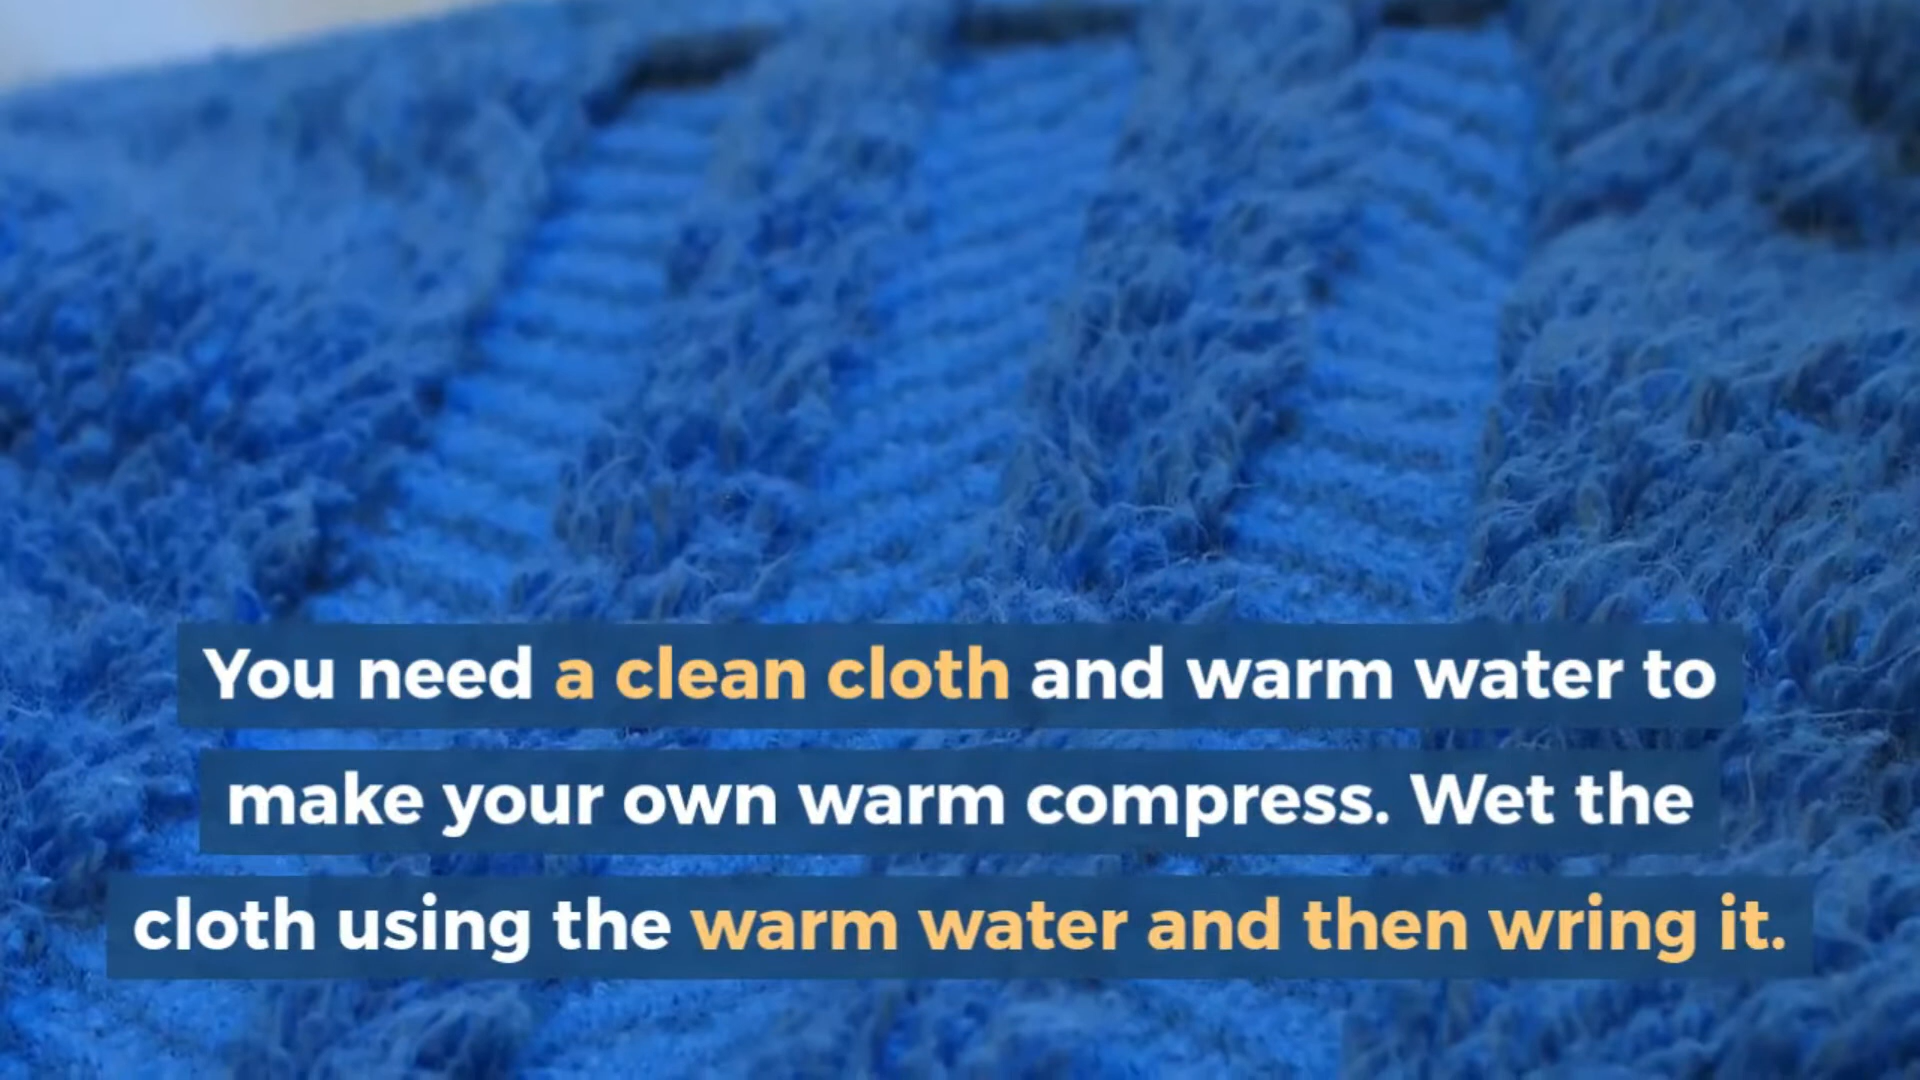 You need a clean cloth and warm water to
make your own warm compress. Wet the
cloth using the warm water and then wring it.